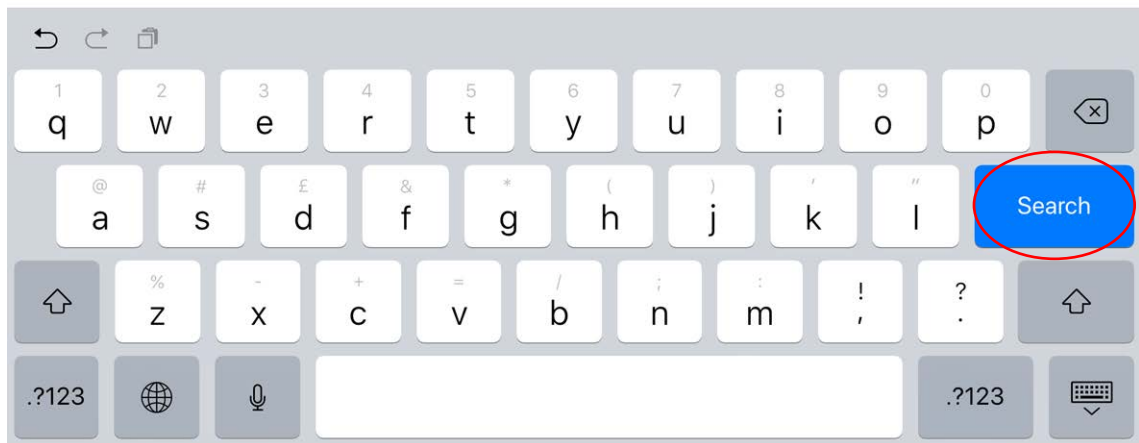 1 2 3 4 5 6 7 8 9 0
q w e r t y u i o p
@ # £ & * ( ) ' "
a s d f g h j k l Search
% - + = / ; : ! ?
z x c v b n m , .
.?123 .?123